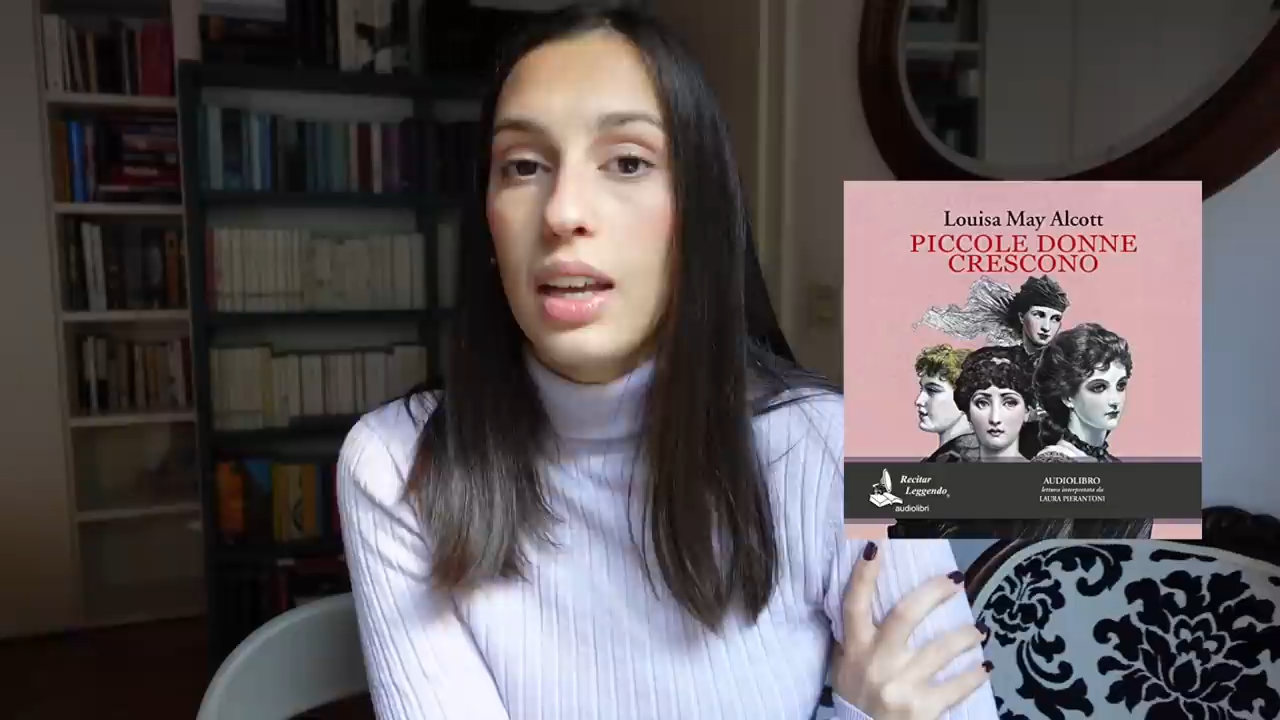 Louisa May Alcott
PICCOLE DONNE
CRESCONO
Recitar
Leggendo
audiolibri
AUDIOLIBRO
lettura interpretata da
LAURA PIERANTONI